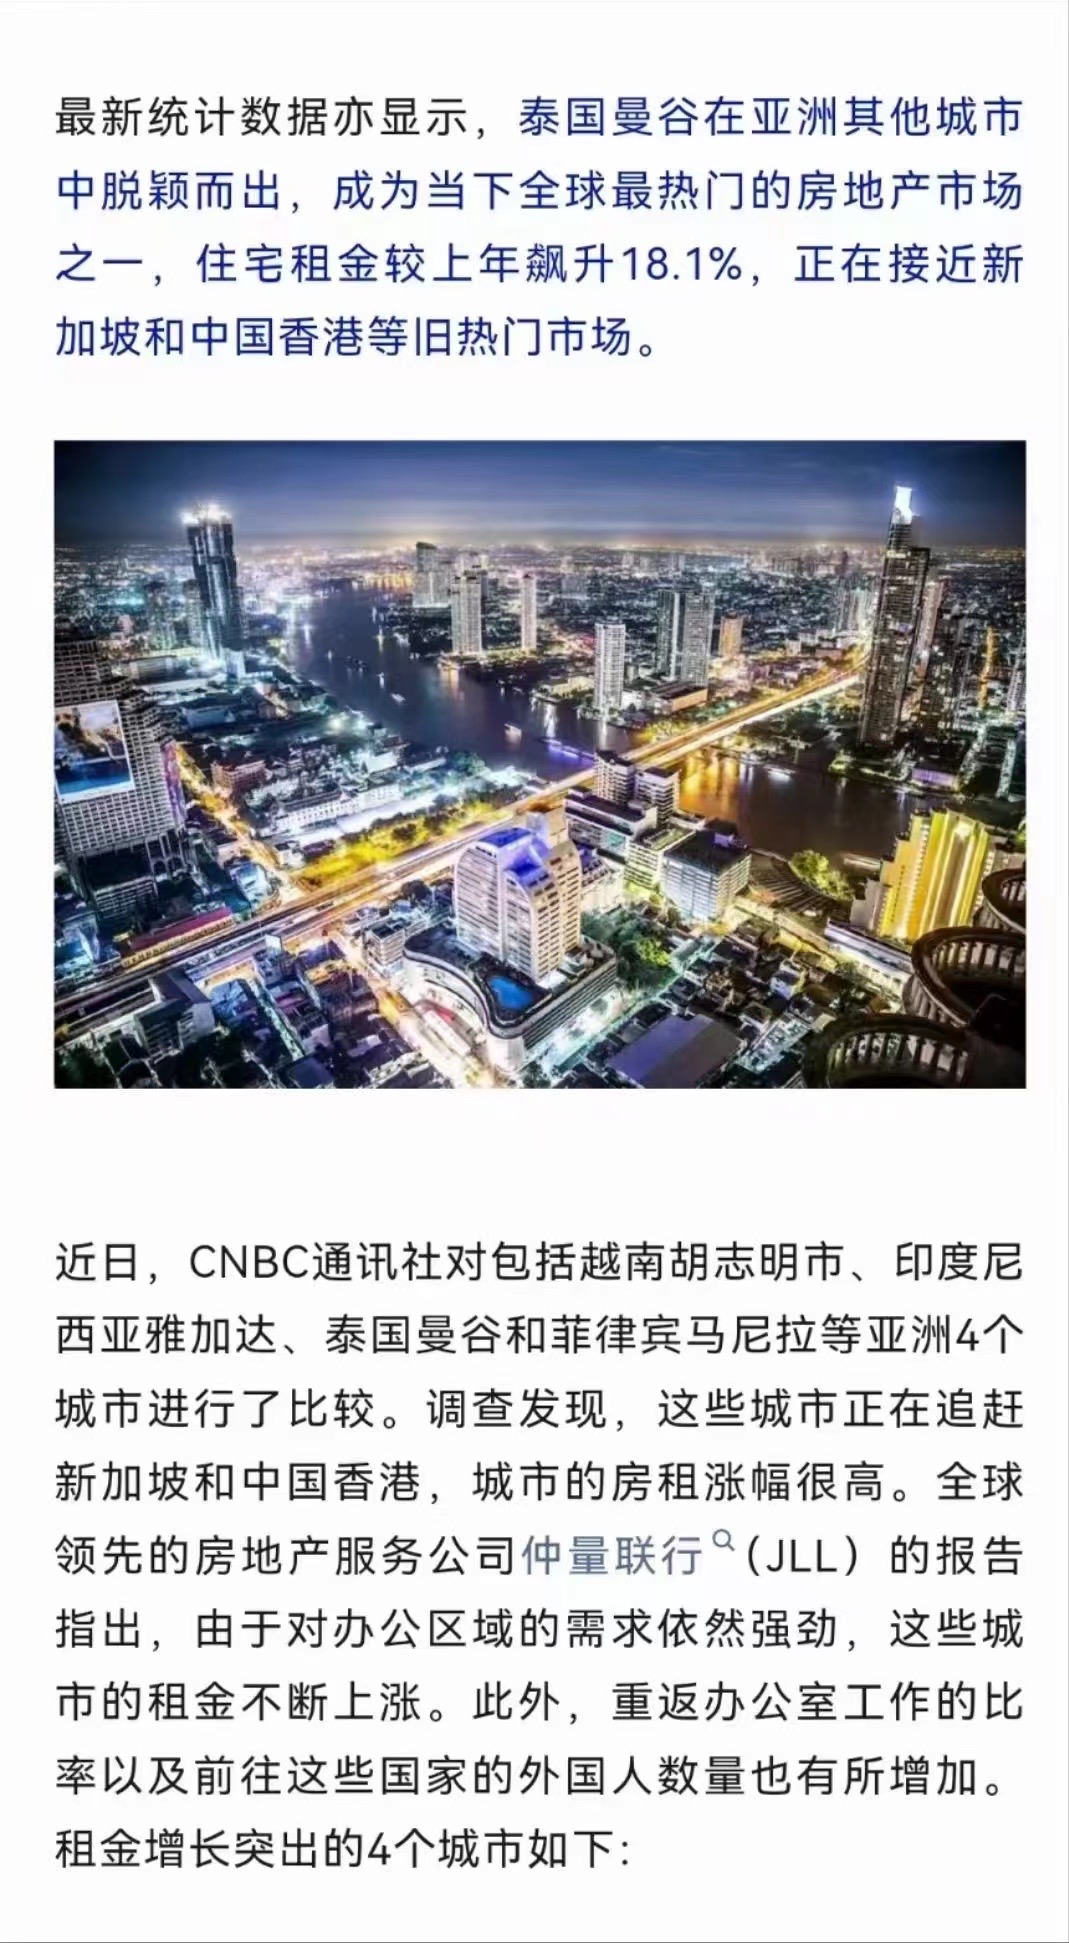 最新统计数据亦显示，泰国曼谷在亚洲其他城市
中脱颖而出，成为当下全球最热门的房地产市场
之一，住宅租金较上年飙升18.1%，正在接近新
加坡和中国香港等旧热门市场。
近日，CNBC通讯社对包括越南胡志明市、印度尼
西亚雅加达、泰国曼谷和菲律宾马尼拉等亚洲4个
城市进行了比较。调查发现，这些城市正在追赶
新加坡和中国香港，城市的房租涨幅很高。全球
领先的房地产服务公司仲量联行（JLL）的报告
指出，由于对办公区域的需求依然强劲，这些城
市的租金不断上涨。此外，重返办公室工作的比
率以及前往这些国家的外国人数量也有所增加。
租金增长突出的4个城市如下：